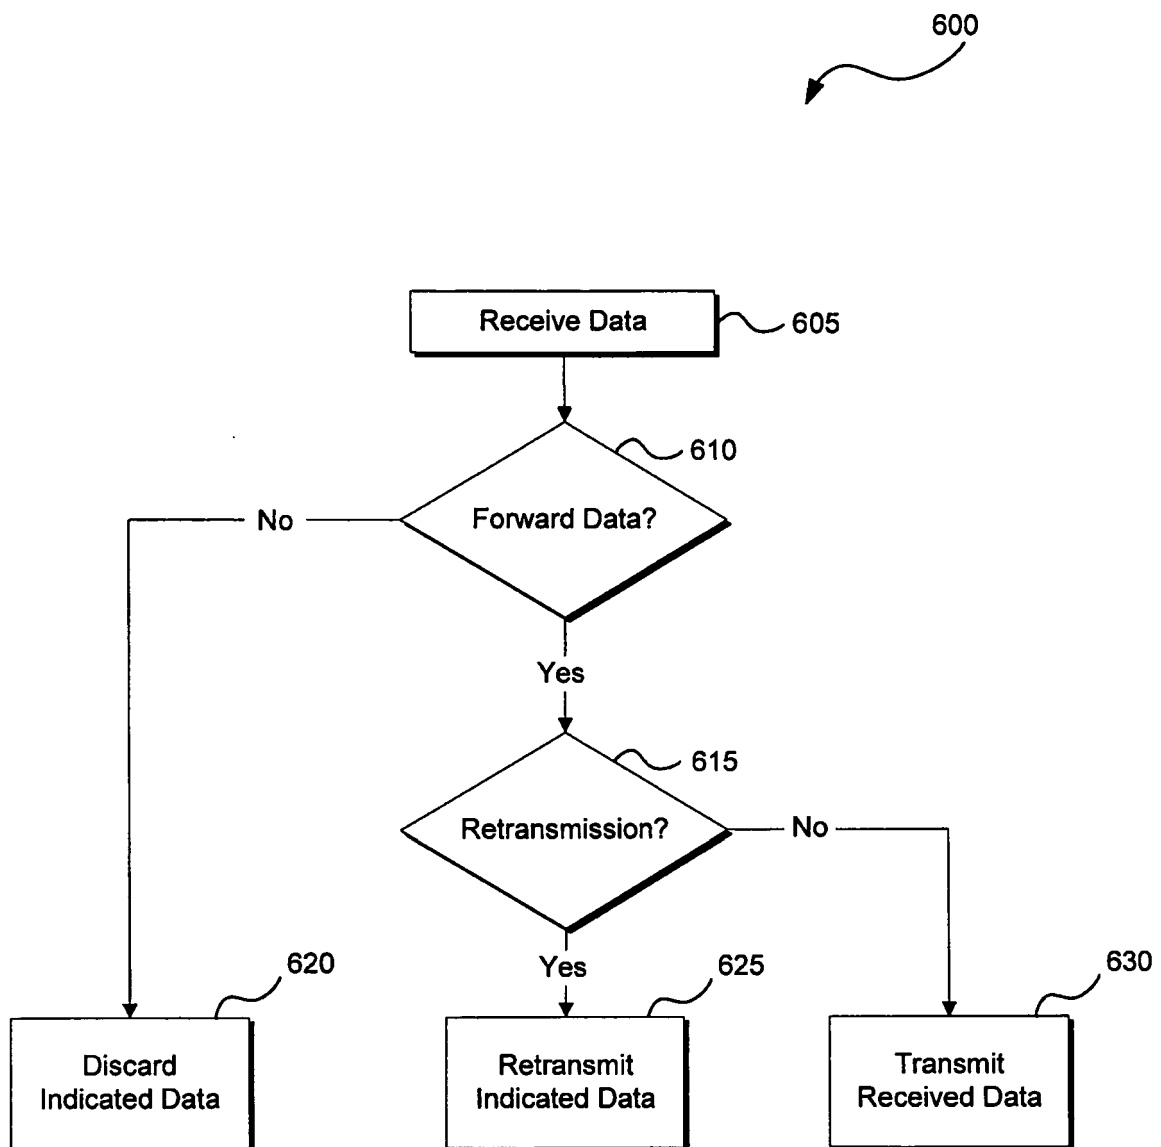 600
Receive Data
605
610
Forward Data?
No
Yes
615
Retransmission?
No
Yes
620
625
630
Discard
Indicated Data
Retransmit
Indicated Data
Transmit
Received Data